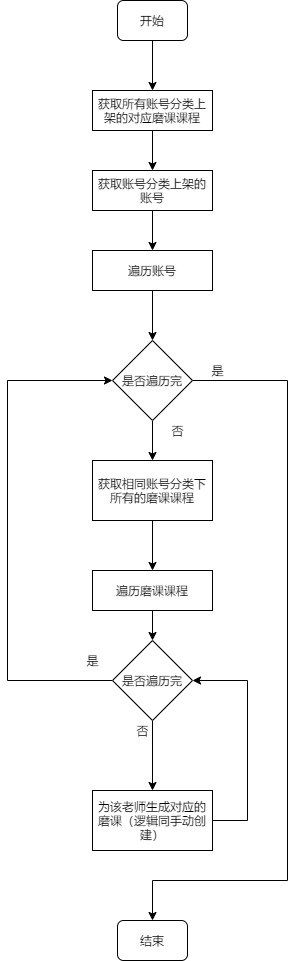 开始
获取所有账号分类上
架的对应磨课课程
获取账号分类上架的
账号
遍历账号
是否遍历完
是
否
获取相同账号分类下
所有的磨课课程
遍历磨课课程
是否遍历完
是
否
为该老师生成对应的
磨课（逻辑同手动创
建）
结束